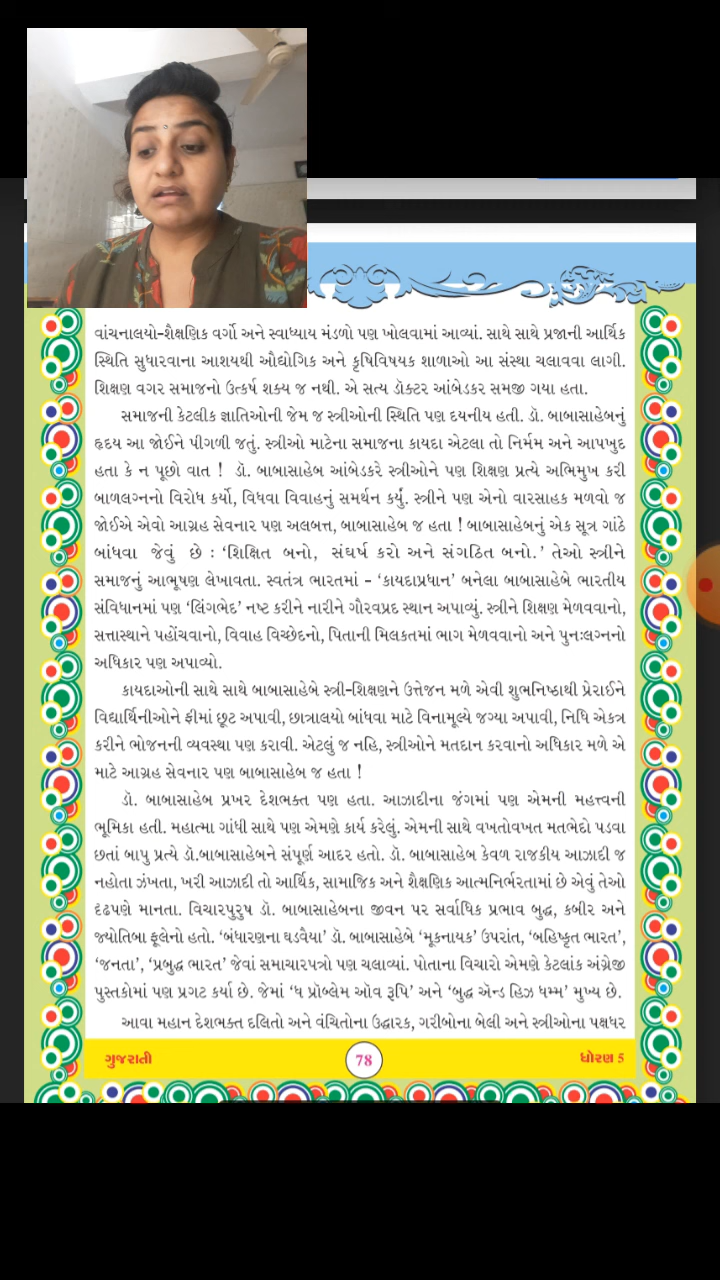 વાંચનાલયો-શૈક્ષણિક વર્ગો અને સ્વાધ્યાય મંડળો પણ ખોલવામાં આવ્યાં. સાથે સાથે પ્રજાની આર્થિક
સ્થિતિ સુધારવાના આશયથી ઔદ્યોગિક અને કૃષિવિષયક શાળાઓ આ સંસ્થા ચલાવવા લાગી.
શિક્ષણ વગર સમાજનો ઉત્કર્ષ શક્ય જ નથી. એ સત્ય ડૉક્ટર આંબેડકર સમજી ગયા હતા.
સમાજની કેટલીક જ્ઞાતિઓની જેમ જ સ્ત્રીઓની સ્થિતિ પણ દયનીય હતી. ડૉ. બાબાસાહેબનું
હૃદય આ જોઈને પીગળી જતું. સ્ત્રીઓ માટેના સમાજના કાયદા એટલા તો નિર્મમ અને આપખુદ
હતા કે ન પૂછો વાત ! ડૉ. બાબાસાહેબ આંબેડકરે સ્ત્રીઓને પણ શિક્ષણ પ્રત્યે અભિમુખ કરી
બાળલગ્નનો વિરોધ કર્યો, વિધવા વિવાહનું સમર્થન કર્યું. સ્ત્રીને પણ એનો વારસાહક મળવો જ
જોઈએ એવો આગ્રહ સેવનાર પણ અલબત્ત, બાબાસાહેબ જ હતા ! બાબાસાહેબનું એક સૂત્ર ગાંઠે
બાંધવા જેવું છે : ‘શિક્ષિત બનો, સંઘર્ષ કરો અને સંગઠિત બનો.’ તેઓ સ્ત્રીને
સમાજનું આભૂષણ લેખાવતા. સ્વતંત્ર ભારતમાં - ‘કાયદાપ્રધાન’ બનેલા બાબાસાહેબે ભારતીય
સંવિધાનમાં પણ ‘લિંગભેદ’ નષ્ટ કરીને નારીને ગૌરવપ્રદ સ્થાન અપાવ્યું. સ્ત્રીને શિક્ષણ મેળવવાનો,
સત્તાસ્થાને પહોંચવાનો, વિવાહ વિચ્છેદનો, પિતાની મિલકતમાં ભાગ મેળવવાનો અને પુનઃલગ્નનો
અધિકાર પણ અપાવ્યો.
કાયદાઓની સાથે સાથે બાબાસાહેબે સ્ત્રી-શિક્ષણને ઉત્તેજન મળે એવી શુભનિષ્ઠાથી પ્રેરાઈને
વિદ્યાર્થિનીઓને ફીમાં છૂટ અપાવી, છાત્રાલયો બાંધવા માટે વિનામૂલ્યે જગ્યા અપાવી, નિધિ એકત્ર
કરીને ભોજનની વ્યવસ્થા પણ કરાવી. એટલું જ નહિ, સ્ત્રીઓને મતદાન કરવાનો અધિકાર મળે એ
માટે આગ્રહ સેવનાર પણ બાબાસાહેબ જ હતા !
ડૉ. બાબાસાહેબ પ્રખર દેશભક્ત પણ હતા. આઝાદીના જંગમાં પણ એમની મહત્ત્વની
ભૂમિકા હતી. મહાત્મા ગાંધી સાથે પણ એમણે કાર્ય કરેલું. એમની સાથે વખતોવખત મતભેદો પડવા
છતાં બાપુ પ્રત્યે ડૉ.બાબાસાહેબને સંપૂર્ણ આદર હતો. ડૉ. બાબાસાહેબ કેવળ રાજકીય આઝાદી જ
નહોતા ઝંખતા, ખરી આઝાદી તો આર્થિક, સામાજિક અને શૈક્ષણિક આત્મનિર્ભરતામાં છે એવું તેઓ
દૃઢપણે માનતા. વિચારપુરુષ ડૉ. બાબાસાહેબના જીવન પર સર્વાધિક પ્રભાવ બુદ્ધ, કબીર અને
જ્યોતિબા ફૂલેનો હતો. ‘બંધારણના ઘડવૈયા’ ડૉ. બાબાસાહેબે ‘મૂકનાયક’ ઉપરાંત, ‘બહિષ્કૃત ભારત’,
‘જનતા’, ‘પ્રબુદ્ધ ભારત’ જેવાં સમાચારપત્રો પણ ચલાવ્યાં. પોતાના વિચારો એમણે કેટલાંક અંગ્રેજી
પુસ્તકોમાં પણ પ્રગટ કર્યા છે. જેમાં ‘ધ પ્રૉબ્લેમ ઑવ રૂપિ’ અને ‘બુદ્ધ ઍન્ડ હિઝ ધમ્મ’ મુખ્ય છે.
આવા મહાન દેશભક્ત દલિતો અને વંચિતોના ઉદ્ધારક, ગરીબોના બેલી અને સ્ત્રીઓના પક્ષધર
ગુજરાતી 78 ધોરણ 5